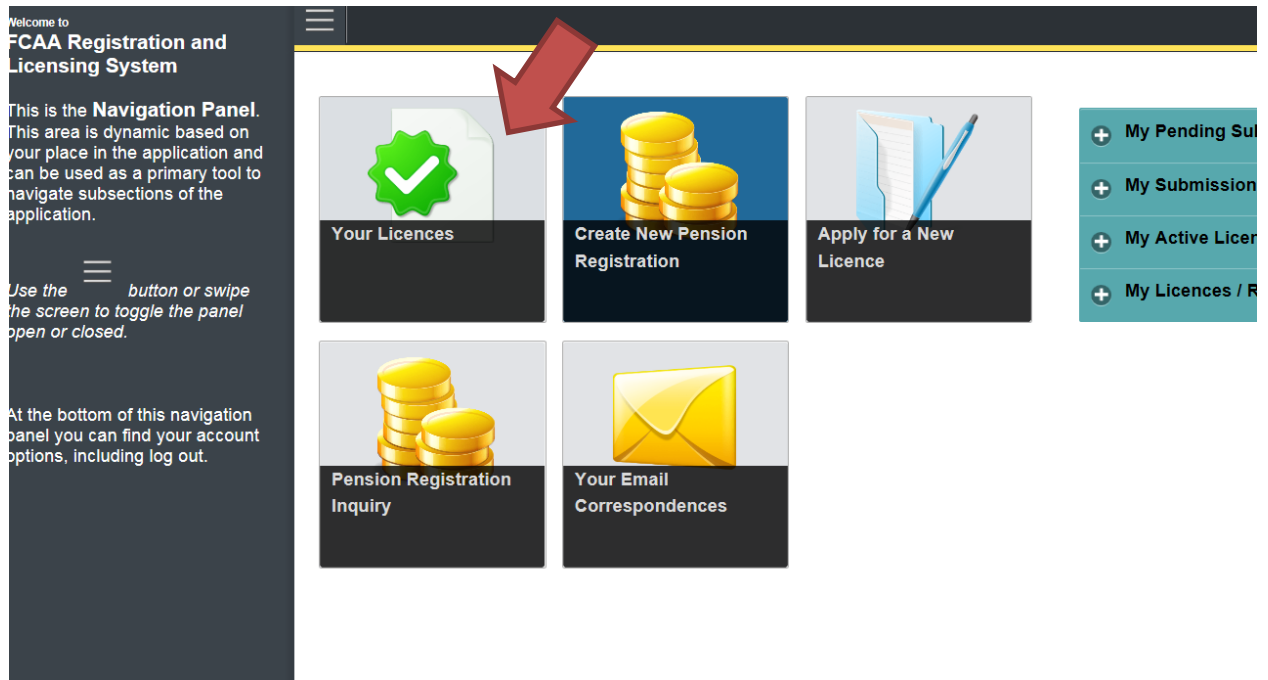 Welcome to
FCAA Registration and
Licensing System
This is the Navigation Panel.
This area is dynamic based on
your place in the application and
can be used as a primary tool to
navigate subsections of the
application.
Use the button or swipe
the screen to toggle the panel
open or closed.
At the bottom of this navigation
panel you can find your account
options, including log out.
Your Licences
Create New Pension
Registration
Apply for a New
Licence
Pension Registration
Inquiry
Your Email
Correspondences
My Pending
My Submission
My Active
My Licences /